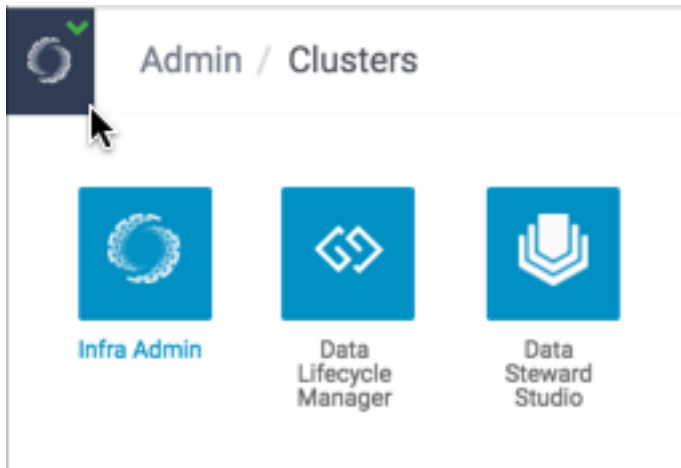 Admin / Clusters
Infra Admin
Data
Lifecycle
Manager
Data
Steward
Studio